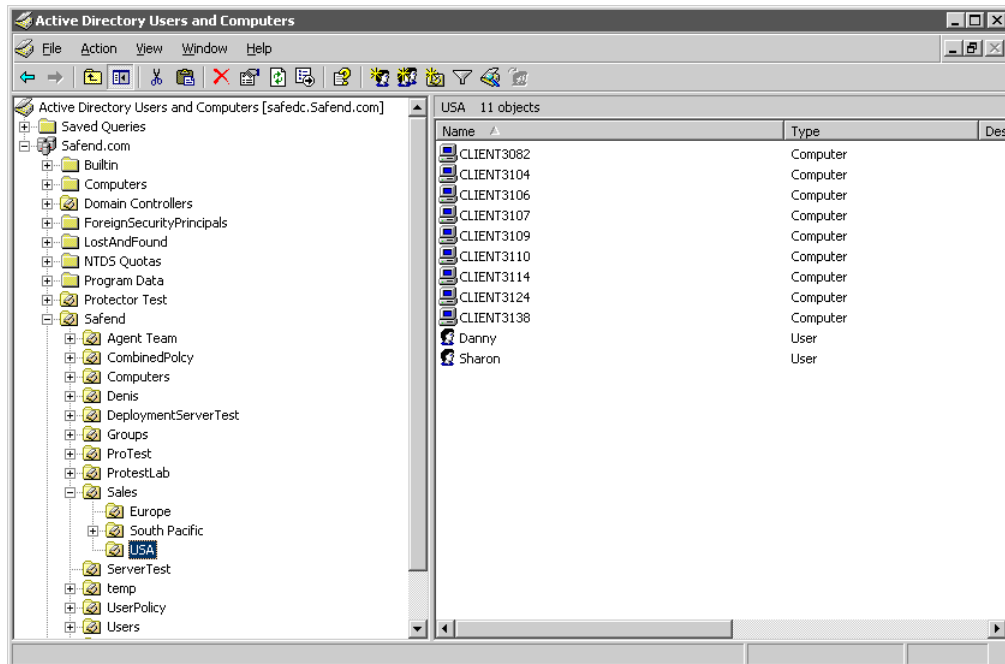 Active Directory Users and Computers
File Action View Window Help
Active Directory Users and Computers [safedc.Safend.com]
Saved Queries
Safend.com
Builtin
Computers
Domain Controllers
ForeignSecurityPrincipals
LostAndFound
NTDS Quotas
Program Data
Protector Test
Safend
Agent Team
CombinedPolcy
Computers
Denis
DeploymentServerTest
Groups
ProTest
ProtestLab
Sales
Europe
South Pacific
USA
ServerTest
temp
UserPolicy
Users
USA 11 objects
Name Type Des
CLIENT3082 Computer
CLIENT3104 Computer
CLIENT3106 Computer
CLIENT3107 Computer
CLIENT3109 Computer
CLIENT3110 Computer
CLIENT3114 Computer
CLIENT3124 Computer
CLIENT3138 Computer
Danny User
Sharon User